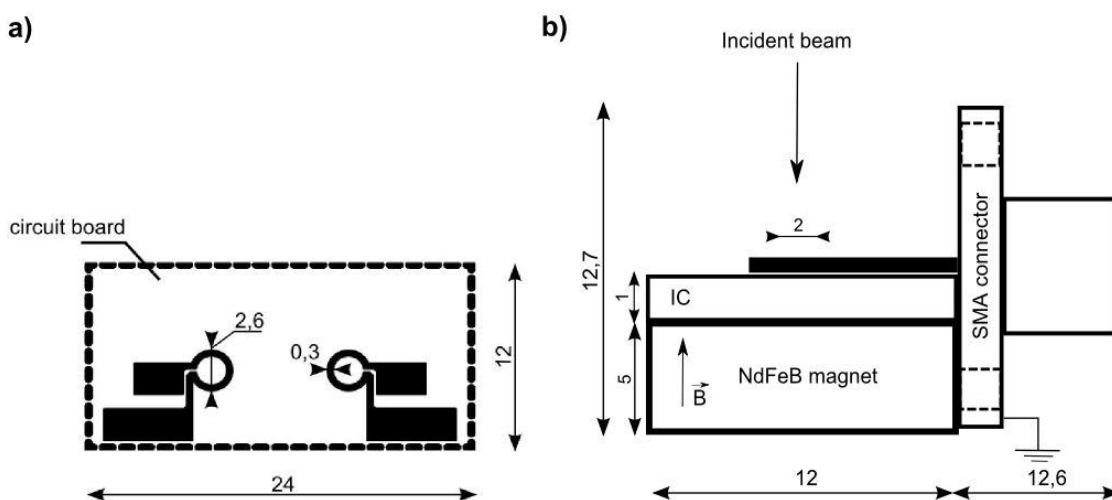 a)
circuit board
2,6
0,3
12
24
b)
Incident beam
2
12,7
1
IC
5
B
NdFeB magnet
SMA connector
12
12,6